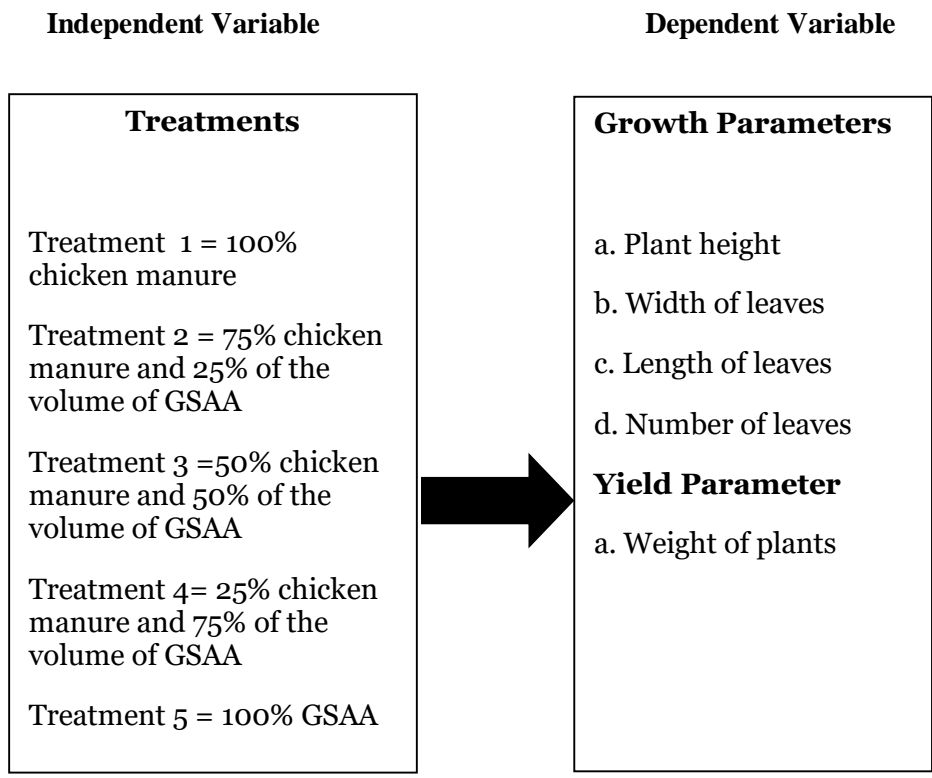 Independent Variable
Dependent Variable
Treatments
Treatment 1 = 100%
chicken manure
Treatment 2 = 75% chicken
manure and 25% of the
volume of GSAA
Treatment 3 =50% chicken
manure and 50% of the
volume of GSAA
Treatment 4= 25% chicken
manure and 75% of the
volume of GSAA
Treatment 5 = 100% GSAA
Growth Parameters
a. Plant height
b. Width of leaves
c. Length of leaves
d. Number of leaves
Yield Parameter
a. Weight of plants